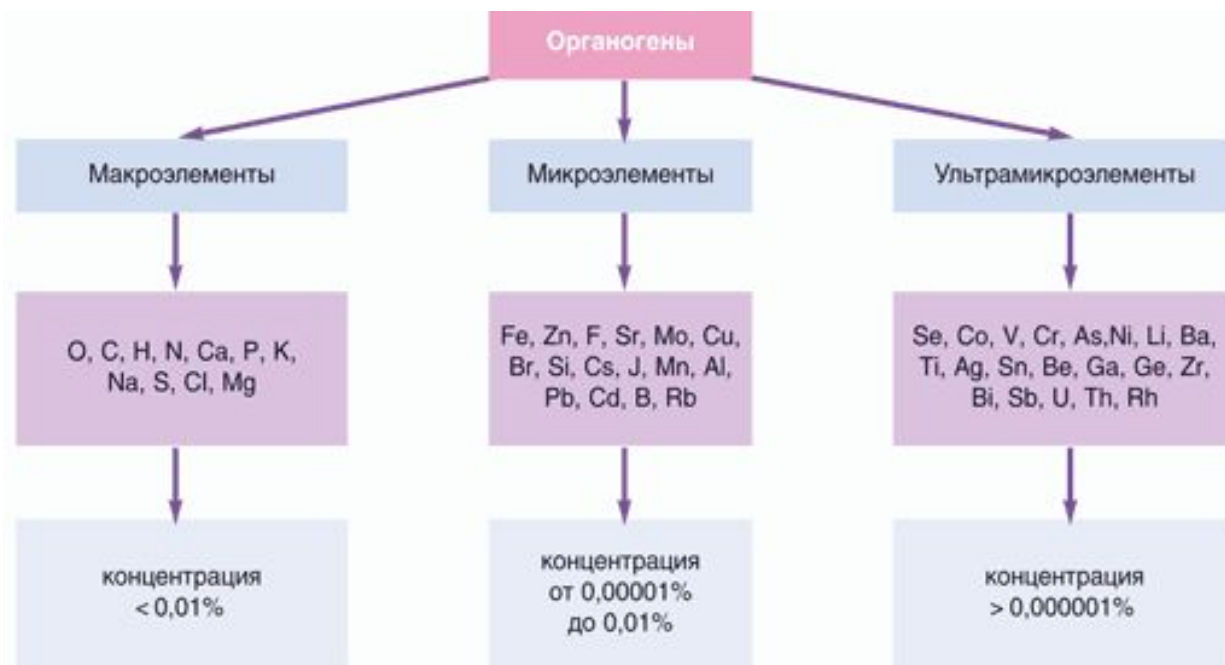 Органогены
Макроэлементы
Микроэлементы
Ультрамикроэлементы
O, C, H, N, Ca, P, K,
Na, S, Cl, Mg
Fe, Zn, F, Sr, Mo, Cu,
Br, Si, Cs, J, Mn, Al,
Pb, Cd, B, Rb
Se, Co, V, Cr, As,Ni, Li, Ba,
Ti, Ag, Sn, Be, Ga, Ge, Zr,
Bi, Sb, U, Th, Rh
концентрация
< 0,01%
концентрация
от 0,00001%
до 0,01%
концентрация
> 0,000001%